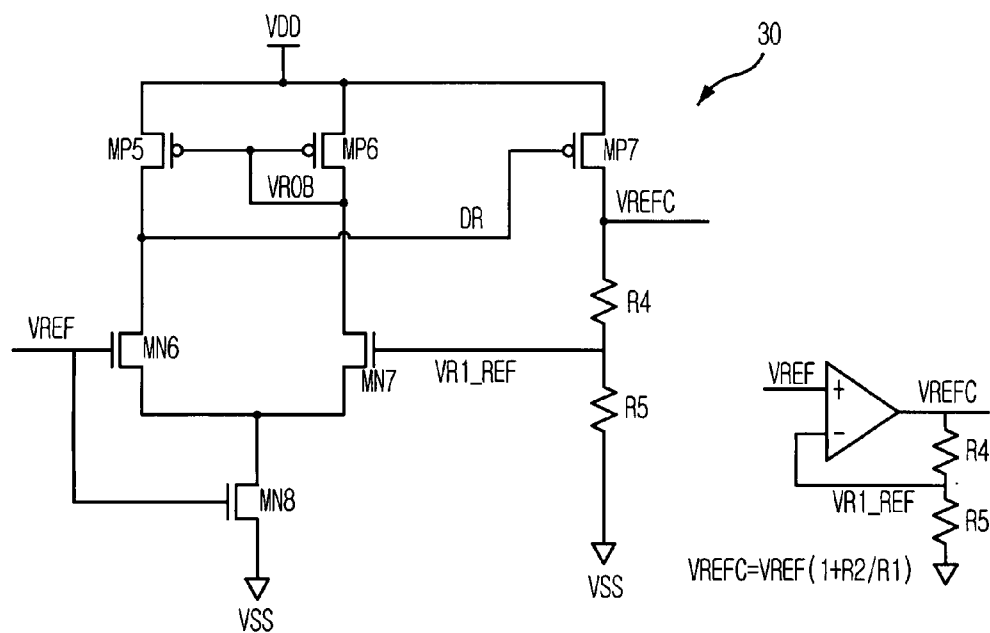 VDD
30
MP5
MP6
MP7
VROB
VREFC
DR
R4
VREF
MN6
MN7
VR1_REF
R5
VREF
VREFC
+
-
R4
MN8
VR1_REF
R5
VSS
VSS
VREFC=VREF(1+R2/R1)